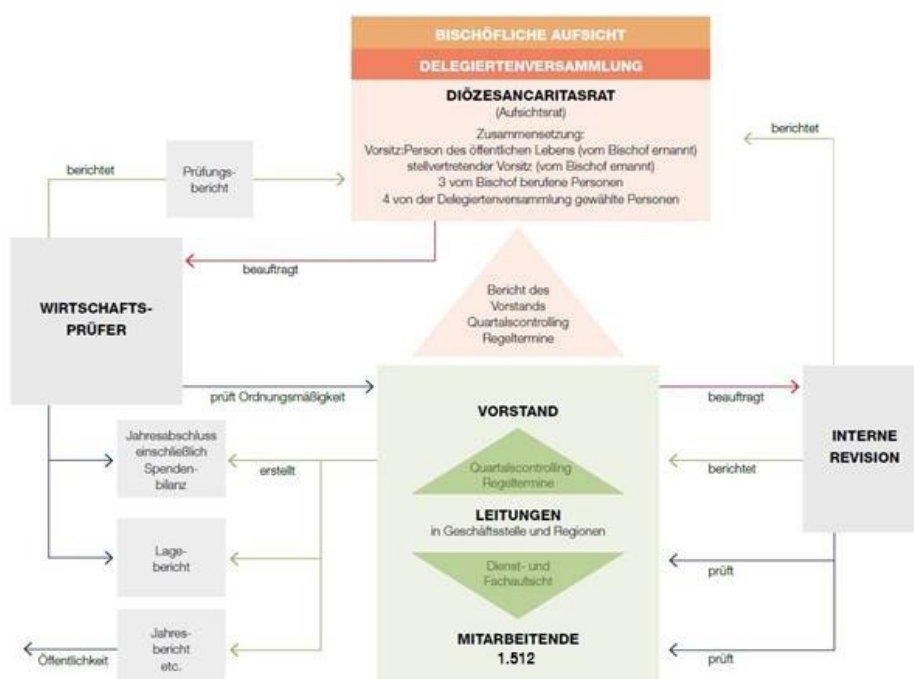 BISCHÖFLICHE AUFSICHT
DELEGIERTENVERSAMMLUNG
DIÖZESANCARITASRAT
(Aufsichtsrat)
Zusammensetzung:
Vorsitz:Person des öffentlichen Lebens (vom Bischof ernannt)
stellvertretender Vorsitz (vom Bischof ernannt)
3 vom Bischof berufene Personen
4 von der Delegiertenversammlung gewählte Personen
berichtet
berichtet
Prüfungs-
bericht
beauftragt
WIRTSCHAFTS-
PRÜFER
Bericht des
Vorstands
Quartalscontrolling
Regeltermine
prüft Ordnungsmäßigkeit
VORSTAND
beauftragt
INTERNE
REVISION
Jahresabschluss
einschließlich
Spenden-
bilanz
erstellt
Quartalscontrolling
Regeltermine
berichtet
LEITUNGEN
in Geschäftsstelle und Regionen
Lage-
bericht
Dienst- und
Fachaufsicht
prüft
Jahres-
bericht
etc.
Öffentlichkeit
MITARBEITENDE
1.512
prüft